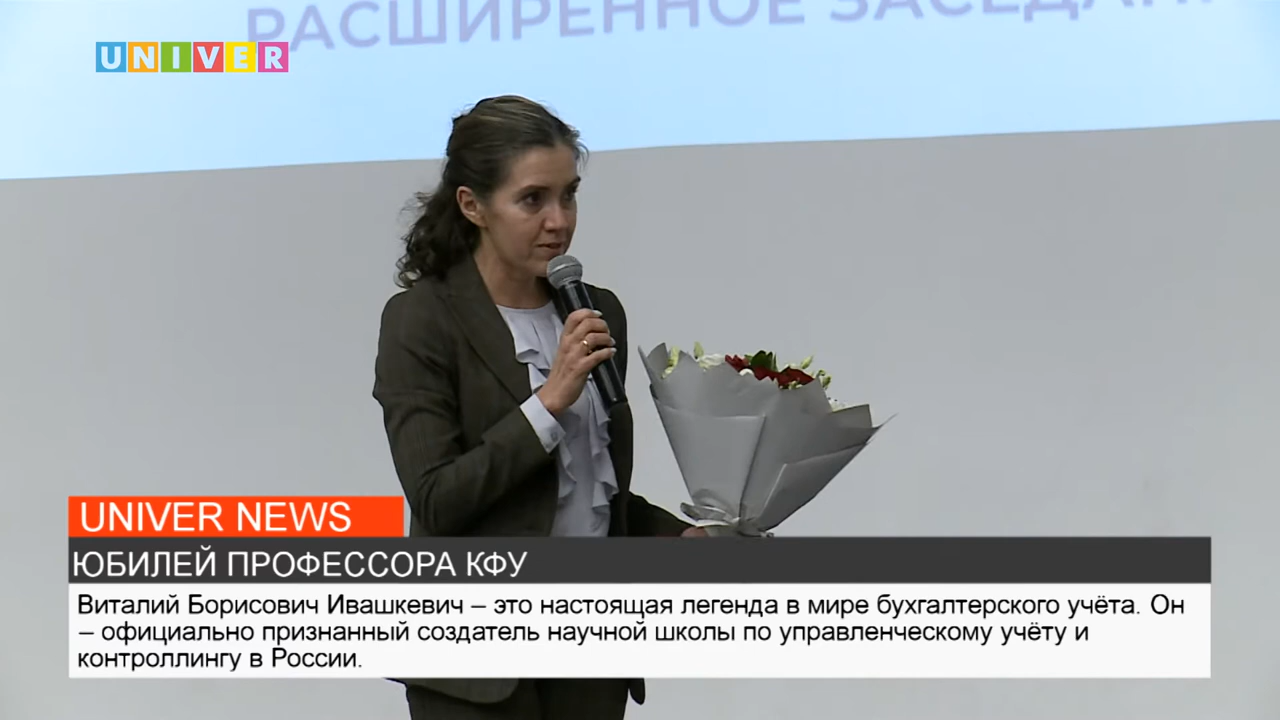 РАСШИРЕННОЕ
UNIVER
UNIVER NEWS
ЮБИЛЕЙ ПРОФЕССОРА КФУ
Виталий Борисович Ивашкевич – это настоящая легенда в мире бухгалтерского учёта. Он
– официально признанный создатель научной школы по управленческому учёту и
контроллингу в России.